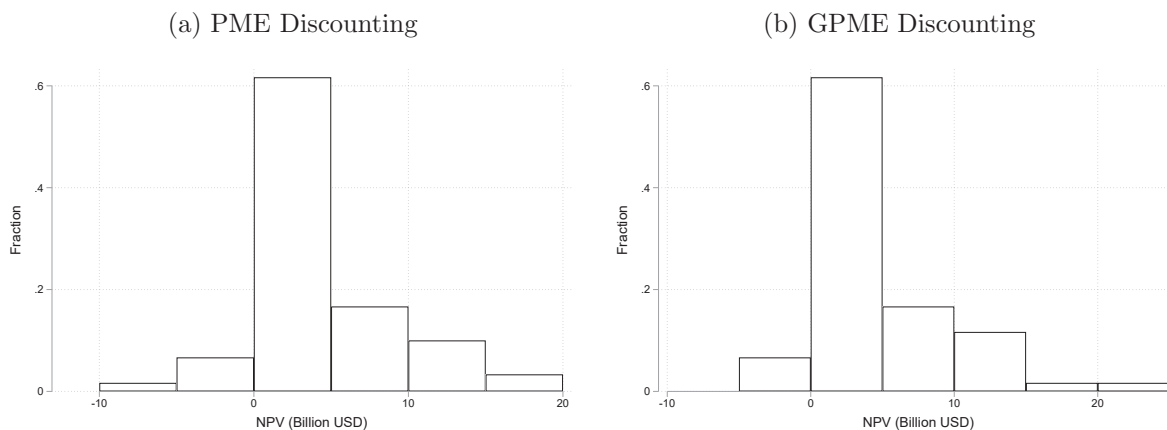 (a) PME Discounting
.6
.4
.2
0
Fraction
-10
0
10
20
NPV (Billion USD)
(b) GPME Discounting
.6
.4
.2
0
Fraction
-10
0
10
20
NPV (Billion USD)